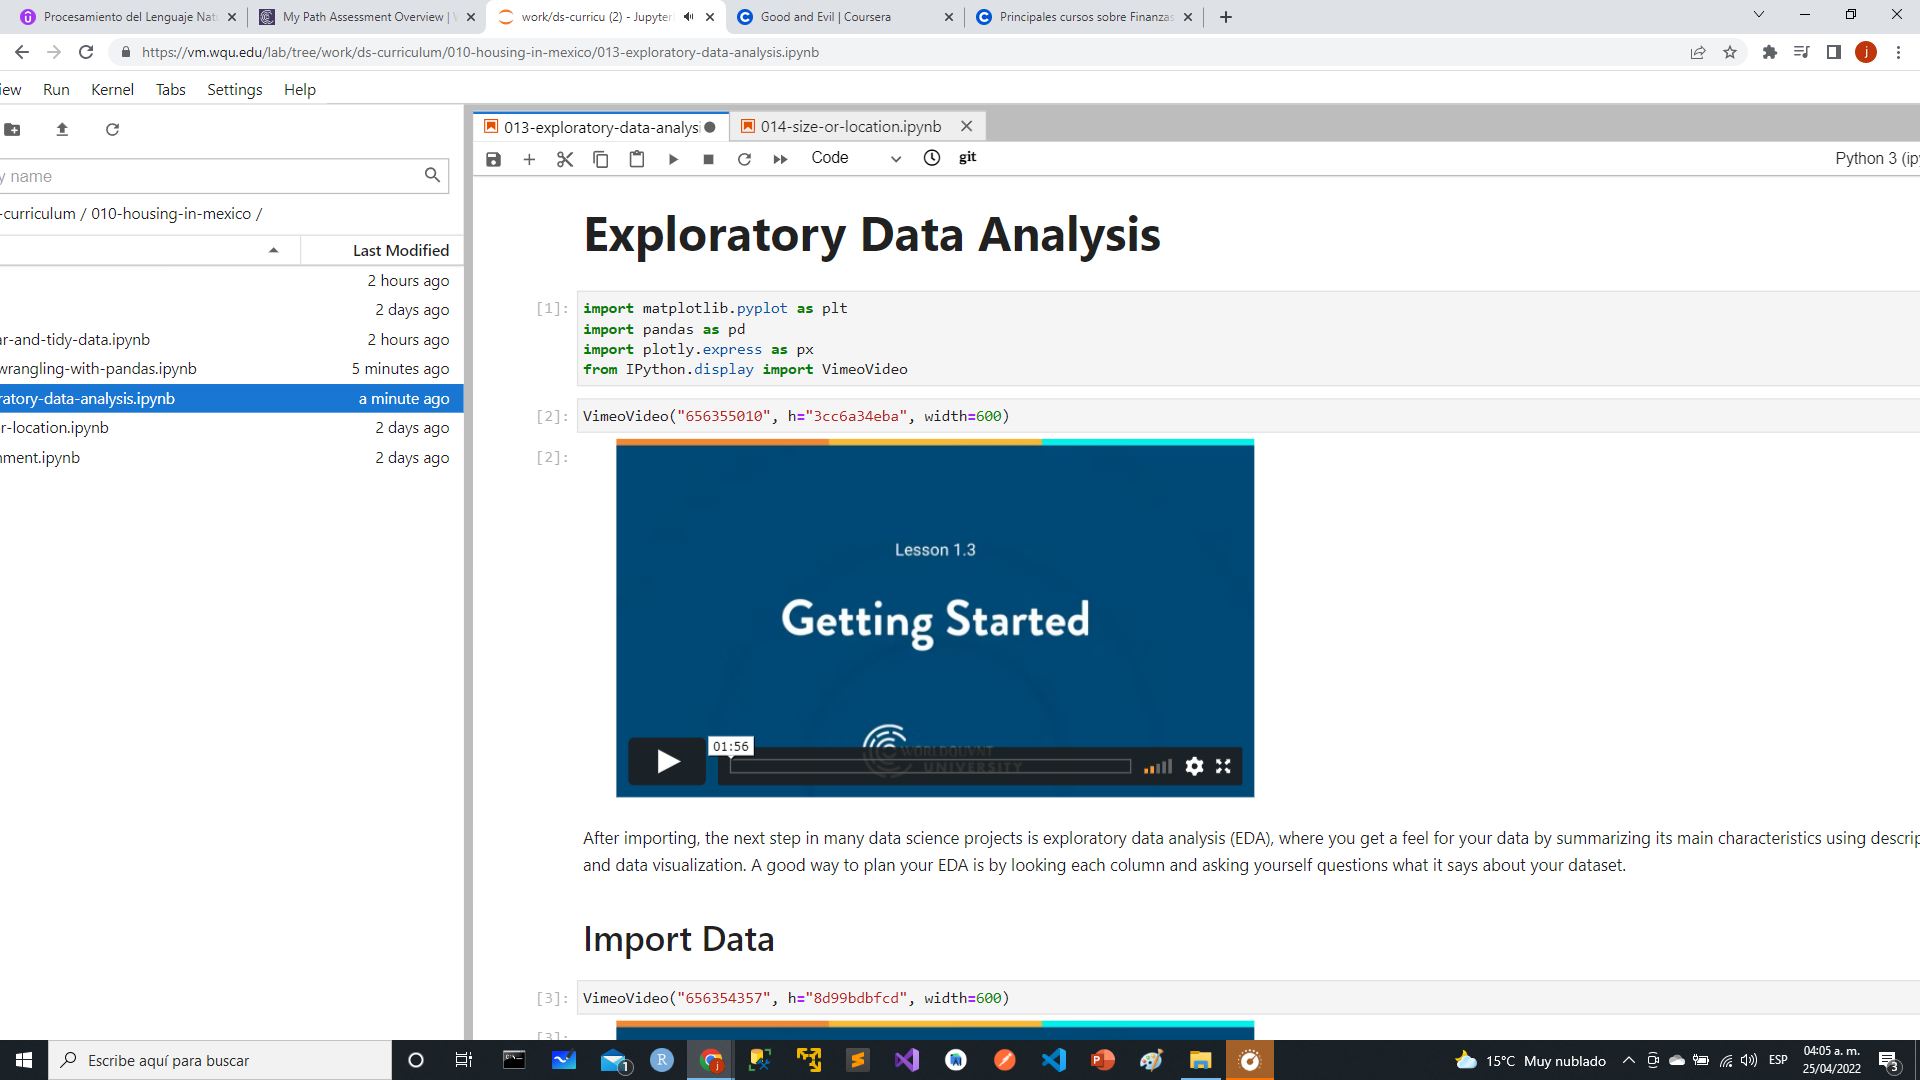 Procesamiento del Lenguaje Nat
My Path Assessment Overview | W
work/ds-curricu (2) - Jupyter
Good and Evil | Coursera
Principales cursos sobre Finanzas
https://vm.wqu.edu/lab/tree/work/ds-curriculum/010-housing-in-mexico/013-exploratory-data-analysis.ipynb
j
iew Run Kernel Tabs Settings Help
y name
-curriculum / 010-housing-in-mexico /
Last Modified
2 hours ago
2 days ago
ar-and-tidy-data.ipynb 2 hours ago
wrangling-with-pandas.ipynb 5 minutes ago
ratory-data-analysis.ipynb a minute ago
r-location.ipynb 2 days ago
nment.ipynb 2 days ago
013-exploratory-data-analysi
014-size-or-location.ipynb
Code
git
Python 3 (ipy
Exploratory Data Analysis
[1]: import matplotlib.pyplot as plt
import pandas as pd
import plotly.express as px
from IPython.display import VimeoVideo
[2]: VimeoVideo("656355010", h="3cc6a34eba", width=600)
[2]:
Lesson 1.3
Getting Started
01:56
WORLDQUANT
UNIVERSITY
After importing, the next step in many data science projects is exploratory data analysis (EDA), where you get a feel for your data by summarizing its main characteristics using descrip
and data visualization. A good way to plan your EDA is by looking each column and asking yourself questions what it says about your dataset.
Import Data
[3]: VimeoVideo("656354357", h="8d99bdbfcd", width=600)
[3]:
Escribe aquí para buscar
1
R
j
15°C Muy nublado
ESP
04:05 a. m.
25/04/2022
3